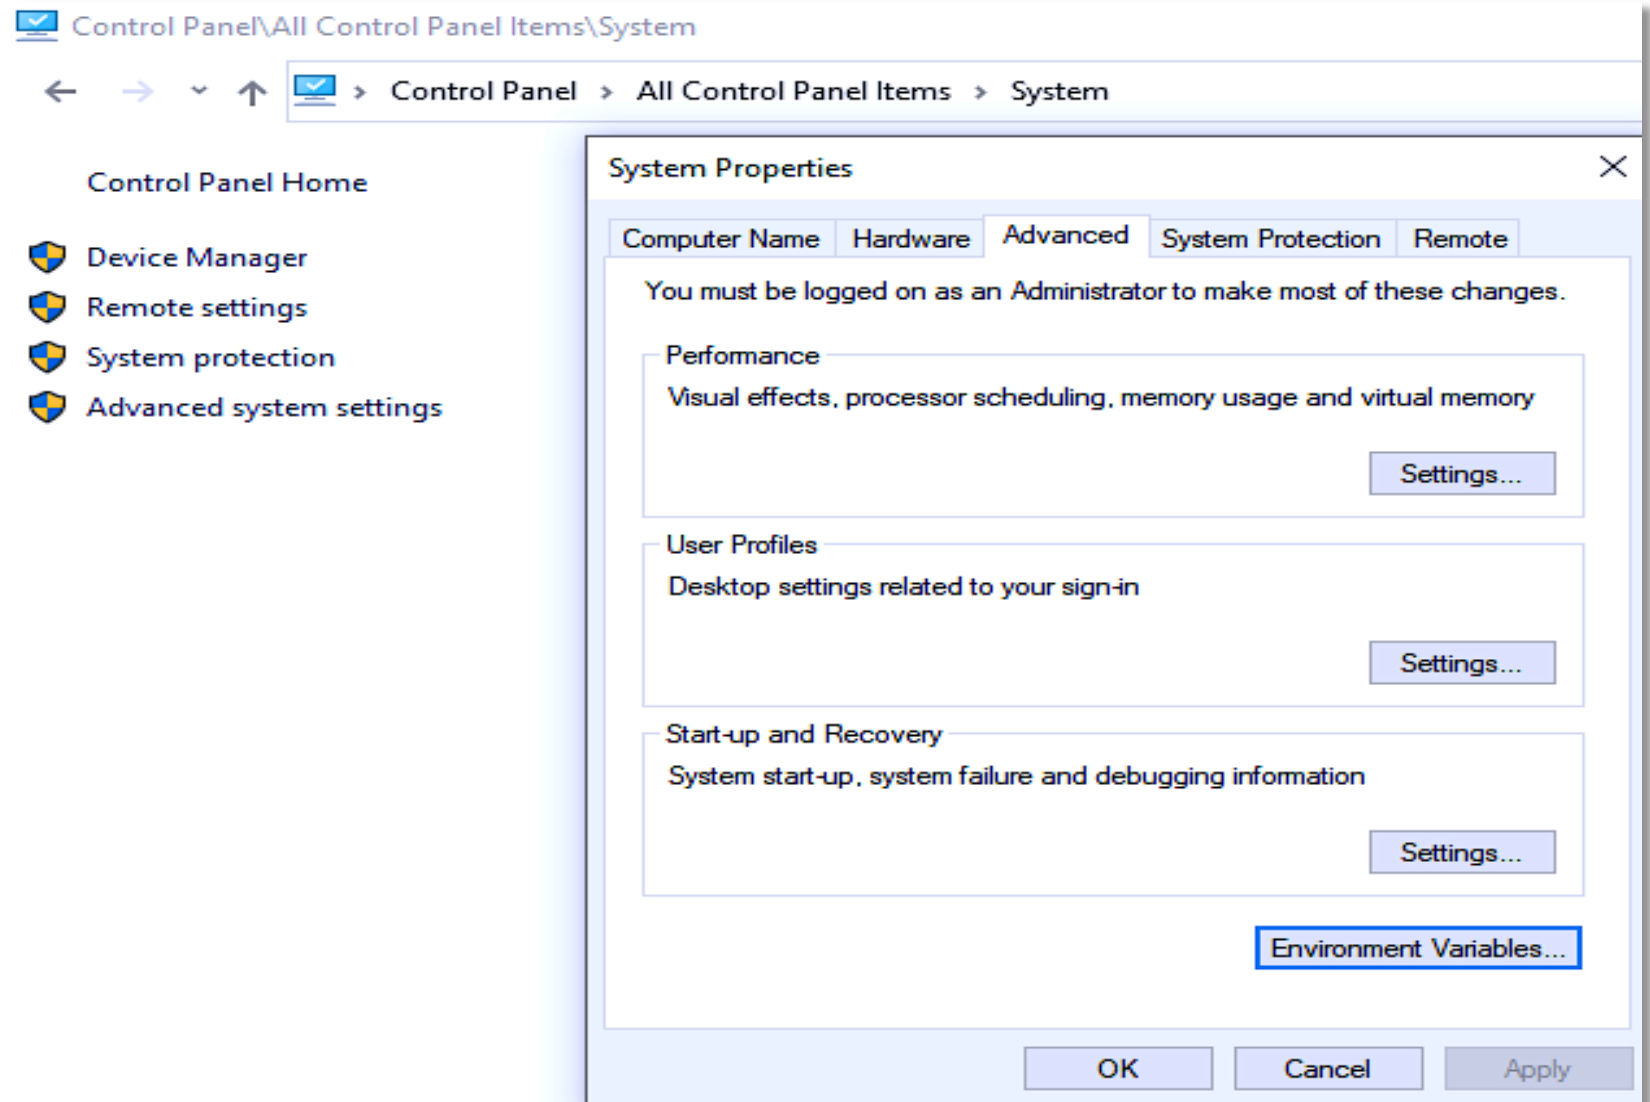 Control Panel\All Control Panel Items\System
Control Panel > All Control Panel Items > System
Control Panel Home
Device Manager
Remote settings
System protection
Advanced system settings
System Properties
Computer Name Hardware Advanced System Protection Remote
You must be logged on as an Administrator to make most of these changes.
Performance
Visual effects, processor scheduling, memory usage and virtual memory
Settings...
User Profiles
Desktop settings related to your sign-in
Settings...
Start-up and Recovery
System start-up, system failure and debugging information
Settings...
Environment Variables...
OK Cancel Apply